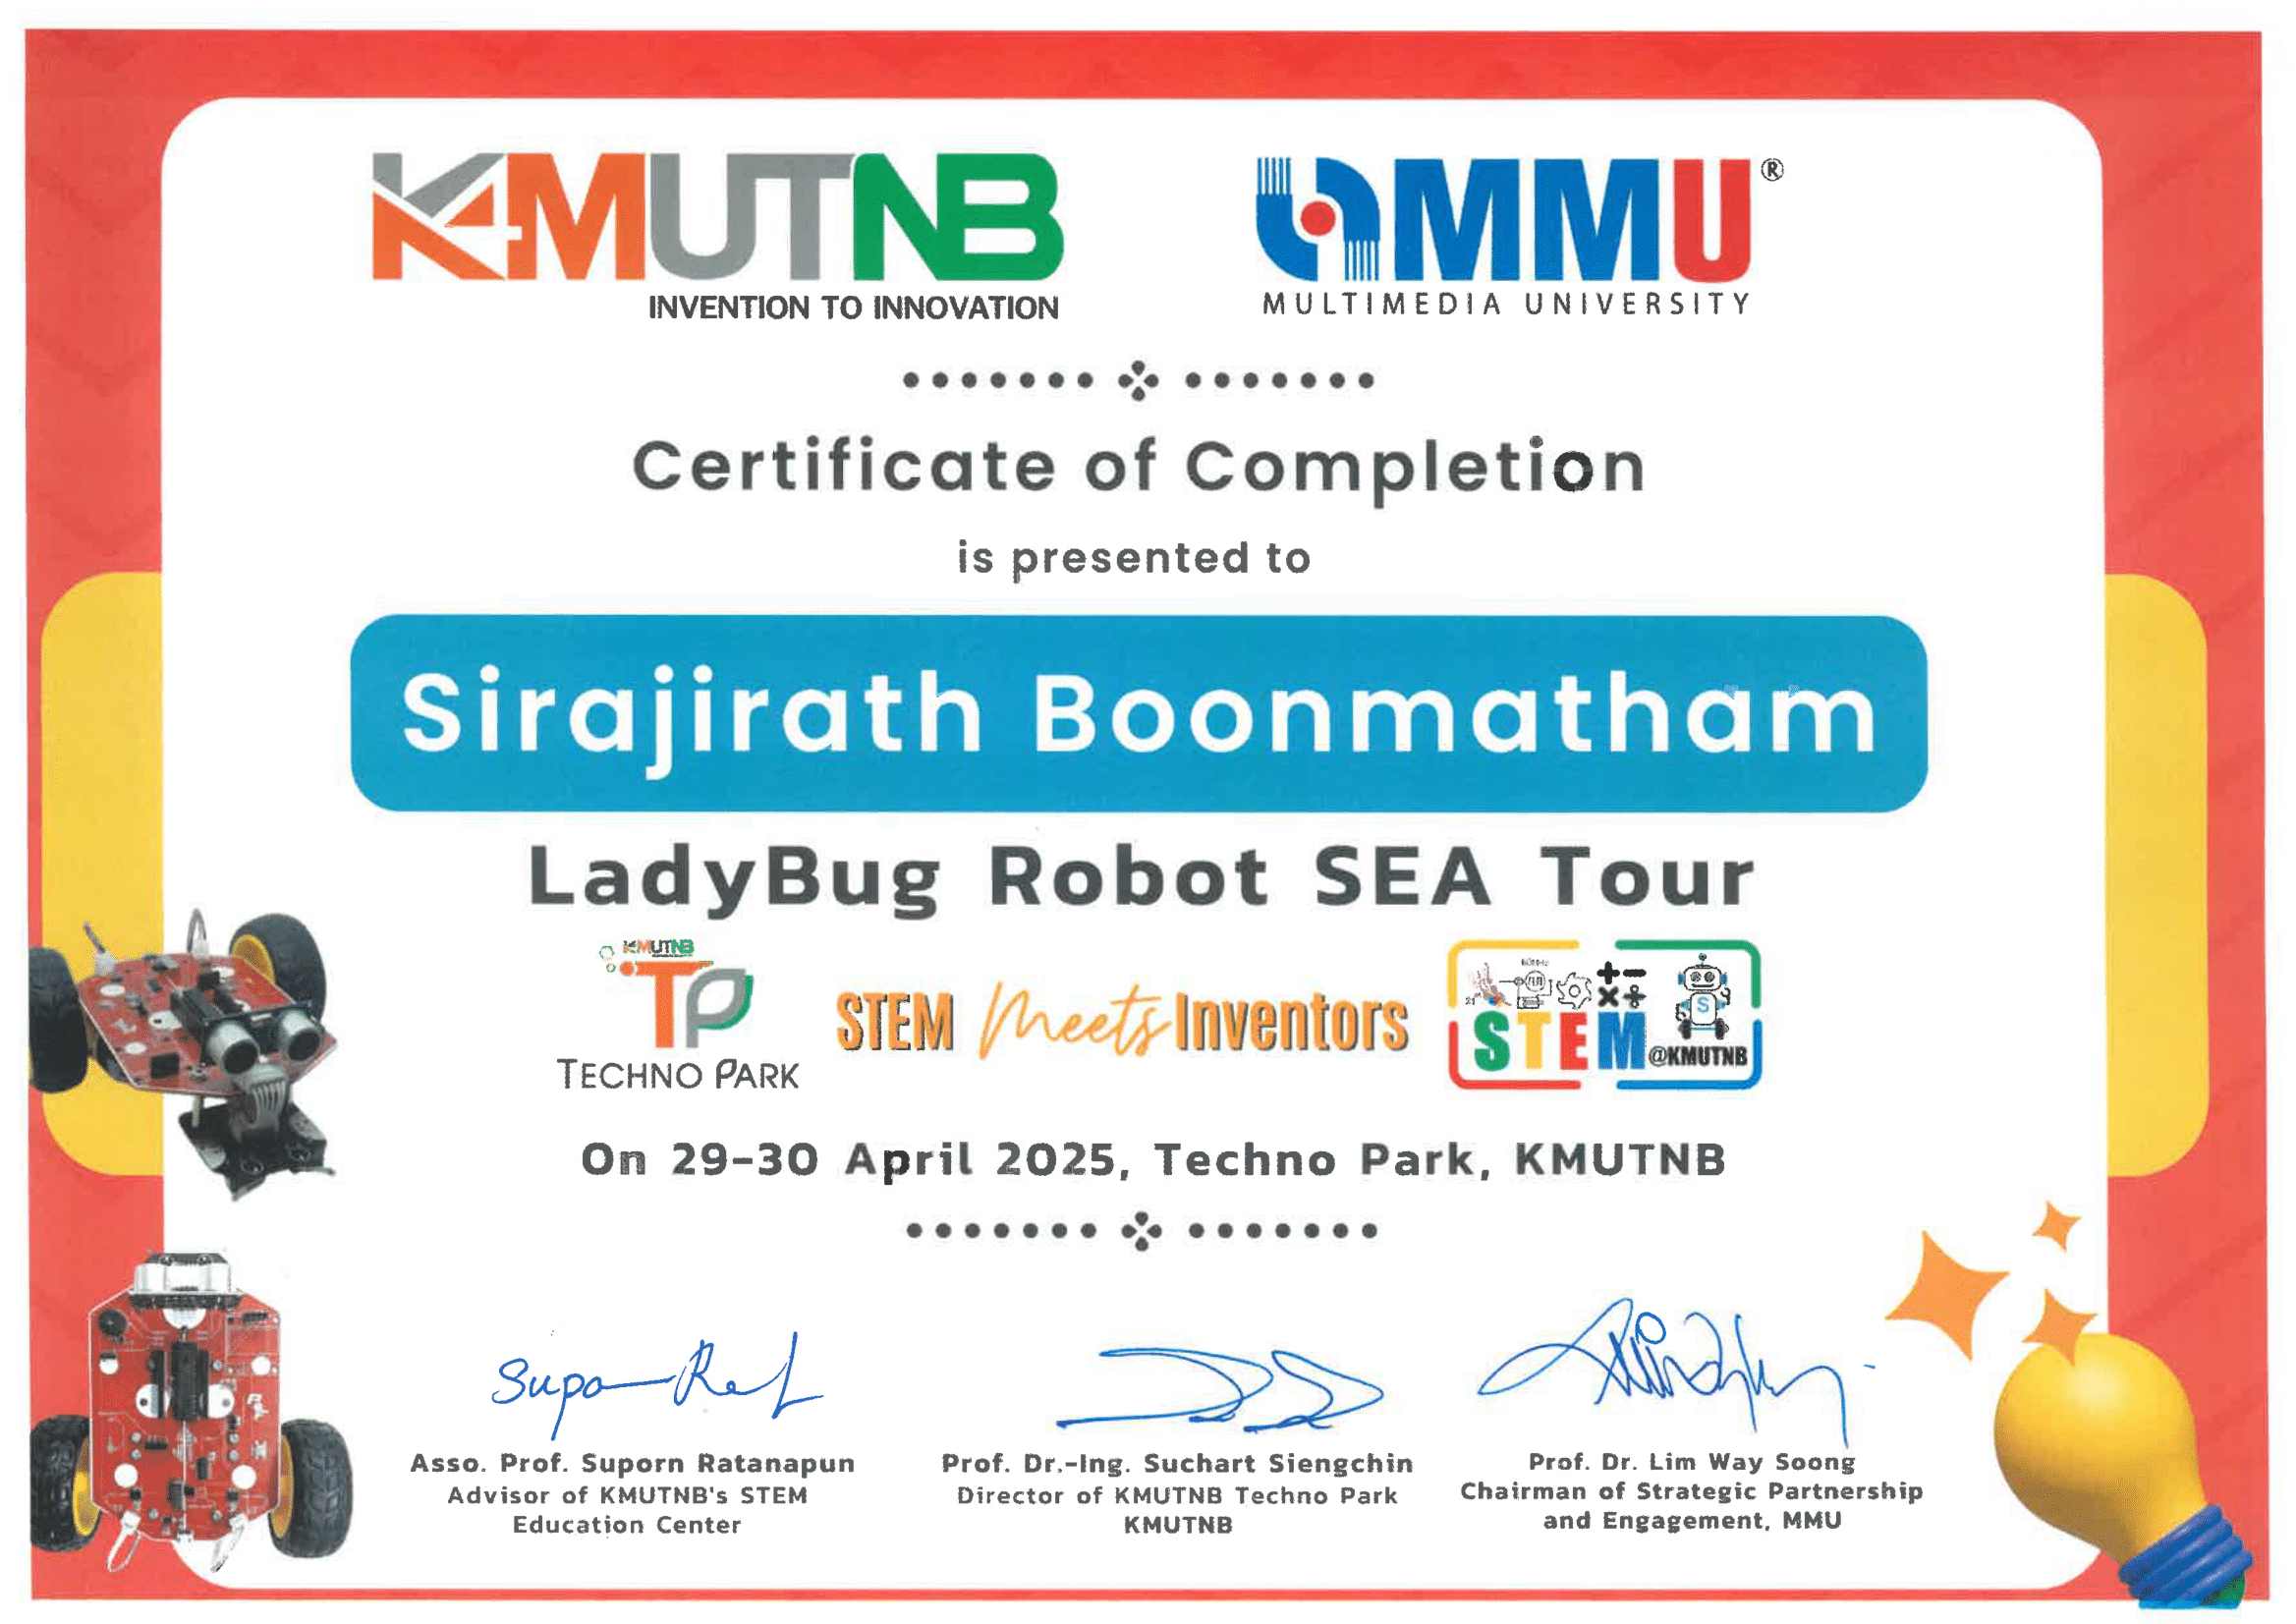 KMUTNB
INVENTION TO INNOVATION
MMU®
MULTIMEDIA UNIVERSITY
Certificate of Completion
is presented to
Sirajirath Boonmatham
LadyBug Robot SEA Tour
KMUTNB
TP
TECHNO PARK
STEM Meets Inventors
S
STEM @KMUTNB
On 29-30 April 2025, Techno Park, KMUTNB
Asso. Prof. Suporn Ratanapun
Advisor of KMUTNB's STEM
Education Center
Prof. Dr.-Ing. Suchart Siengchin
Director of KMUTNB Techno Park
KMUTNB
Prof. Dr. Lim Way Soong
Chairman of Strategic Partnership
and Engagement, MMU